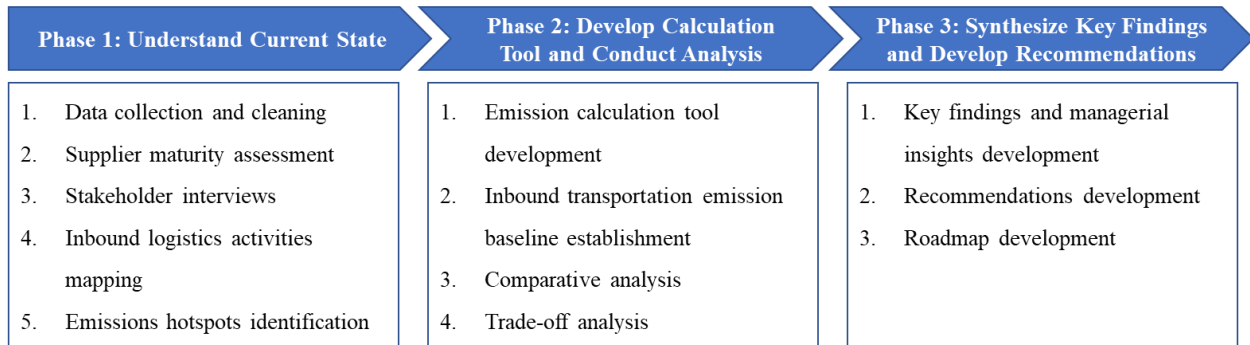 Phase 1: Understand Current State
1. Data collection and cleaning
2. Supplier maturity assessment
3. Stakeholder interviews
4. Inbound logistics activities
mapping
5. Emissions hotspots identification
Phase 2: Develop Calculation
Tool and Conduct Analysis
1. Emission calculation tool
development
2. Inbound transportation emission
baseline establishment
3. Comparative analysis
4. Trade-off analysis
Phase 3: Synthesize Key Findings
and Develop Recommendations
1. Key findings and managerial
insights development
2. Recommendations development
3. Roadmap development